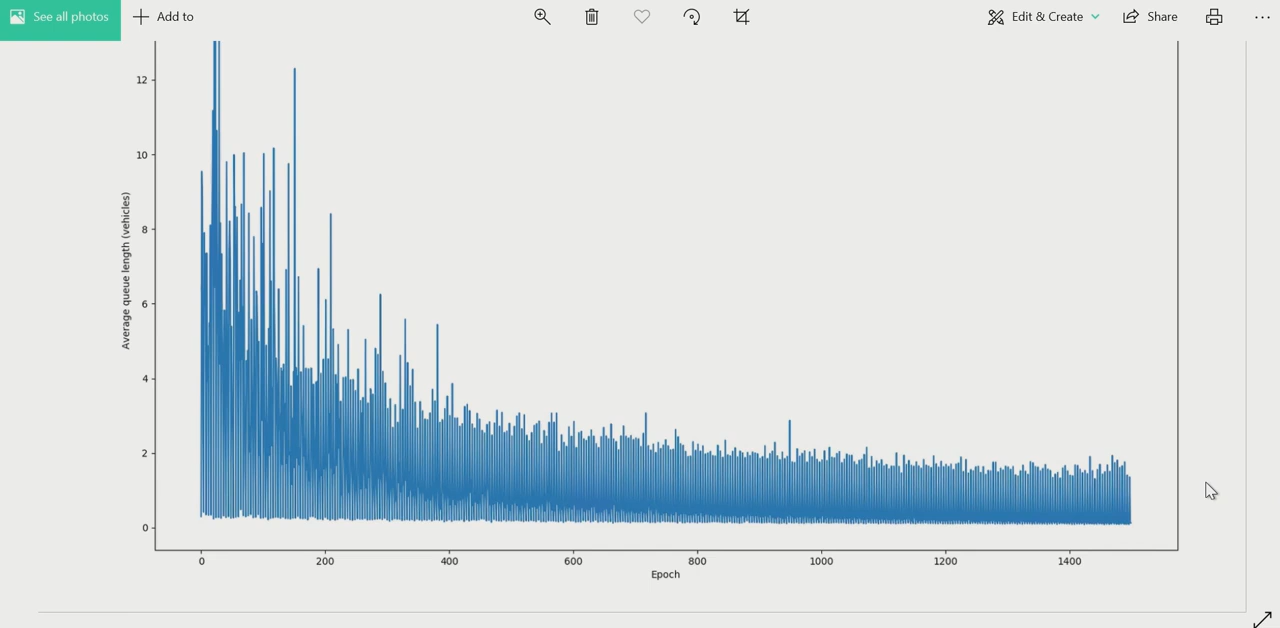 See all photos
Add to
Edit & Create
Share
12
10
8
6
4
2
0
Average queue length (vehicles)
0 200 400 600 800 1000 1200 1400
Epoch